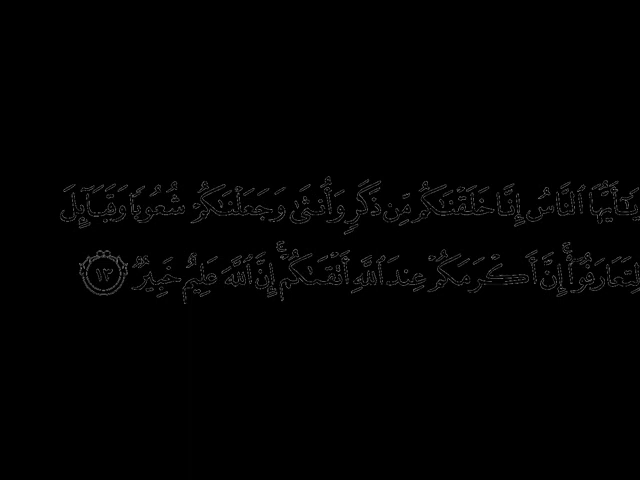 يَـٰٓأَيُّهَا ٱلنَّاسُ إِنَّا خَلَقْنَـٰكُم مِّن ذَكَرٍ وَأُنثَىٰ وَجَعَلْنَـٰكُمْ شُعُوبًا وَقَبَآئِلَ
لِتَعَارَفُوٓا۟ ۚ إِنَّ أَكْرَمَكُمْ عِندَ ٱللَّهِ أَتْقَىٰكُمْ ۚ إِنَّ ٱللَّهَ عَلِيمٌ خَبِيرٌ ١٣